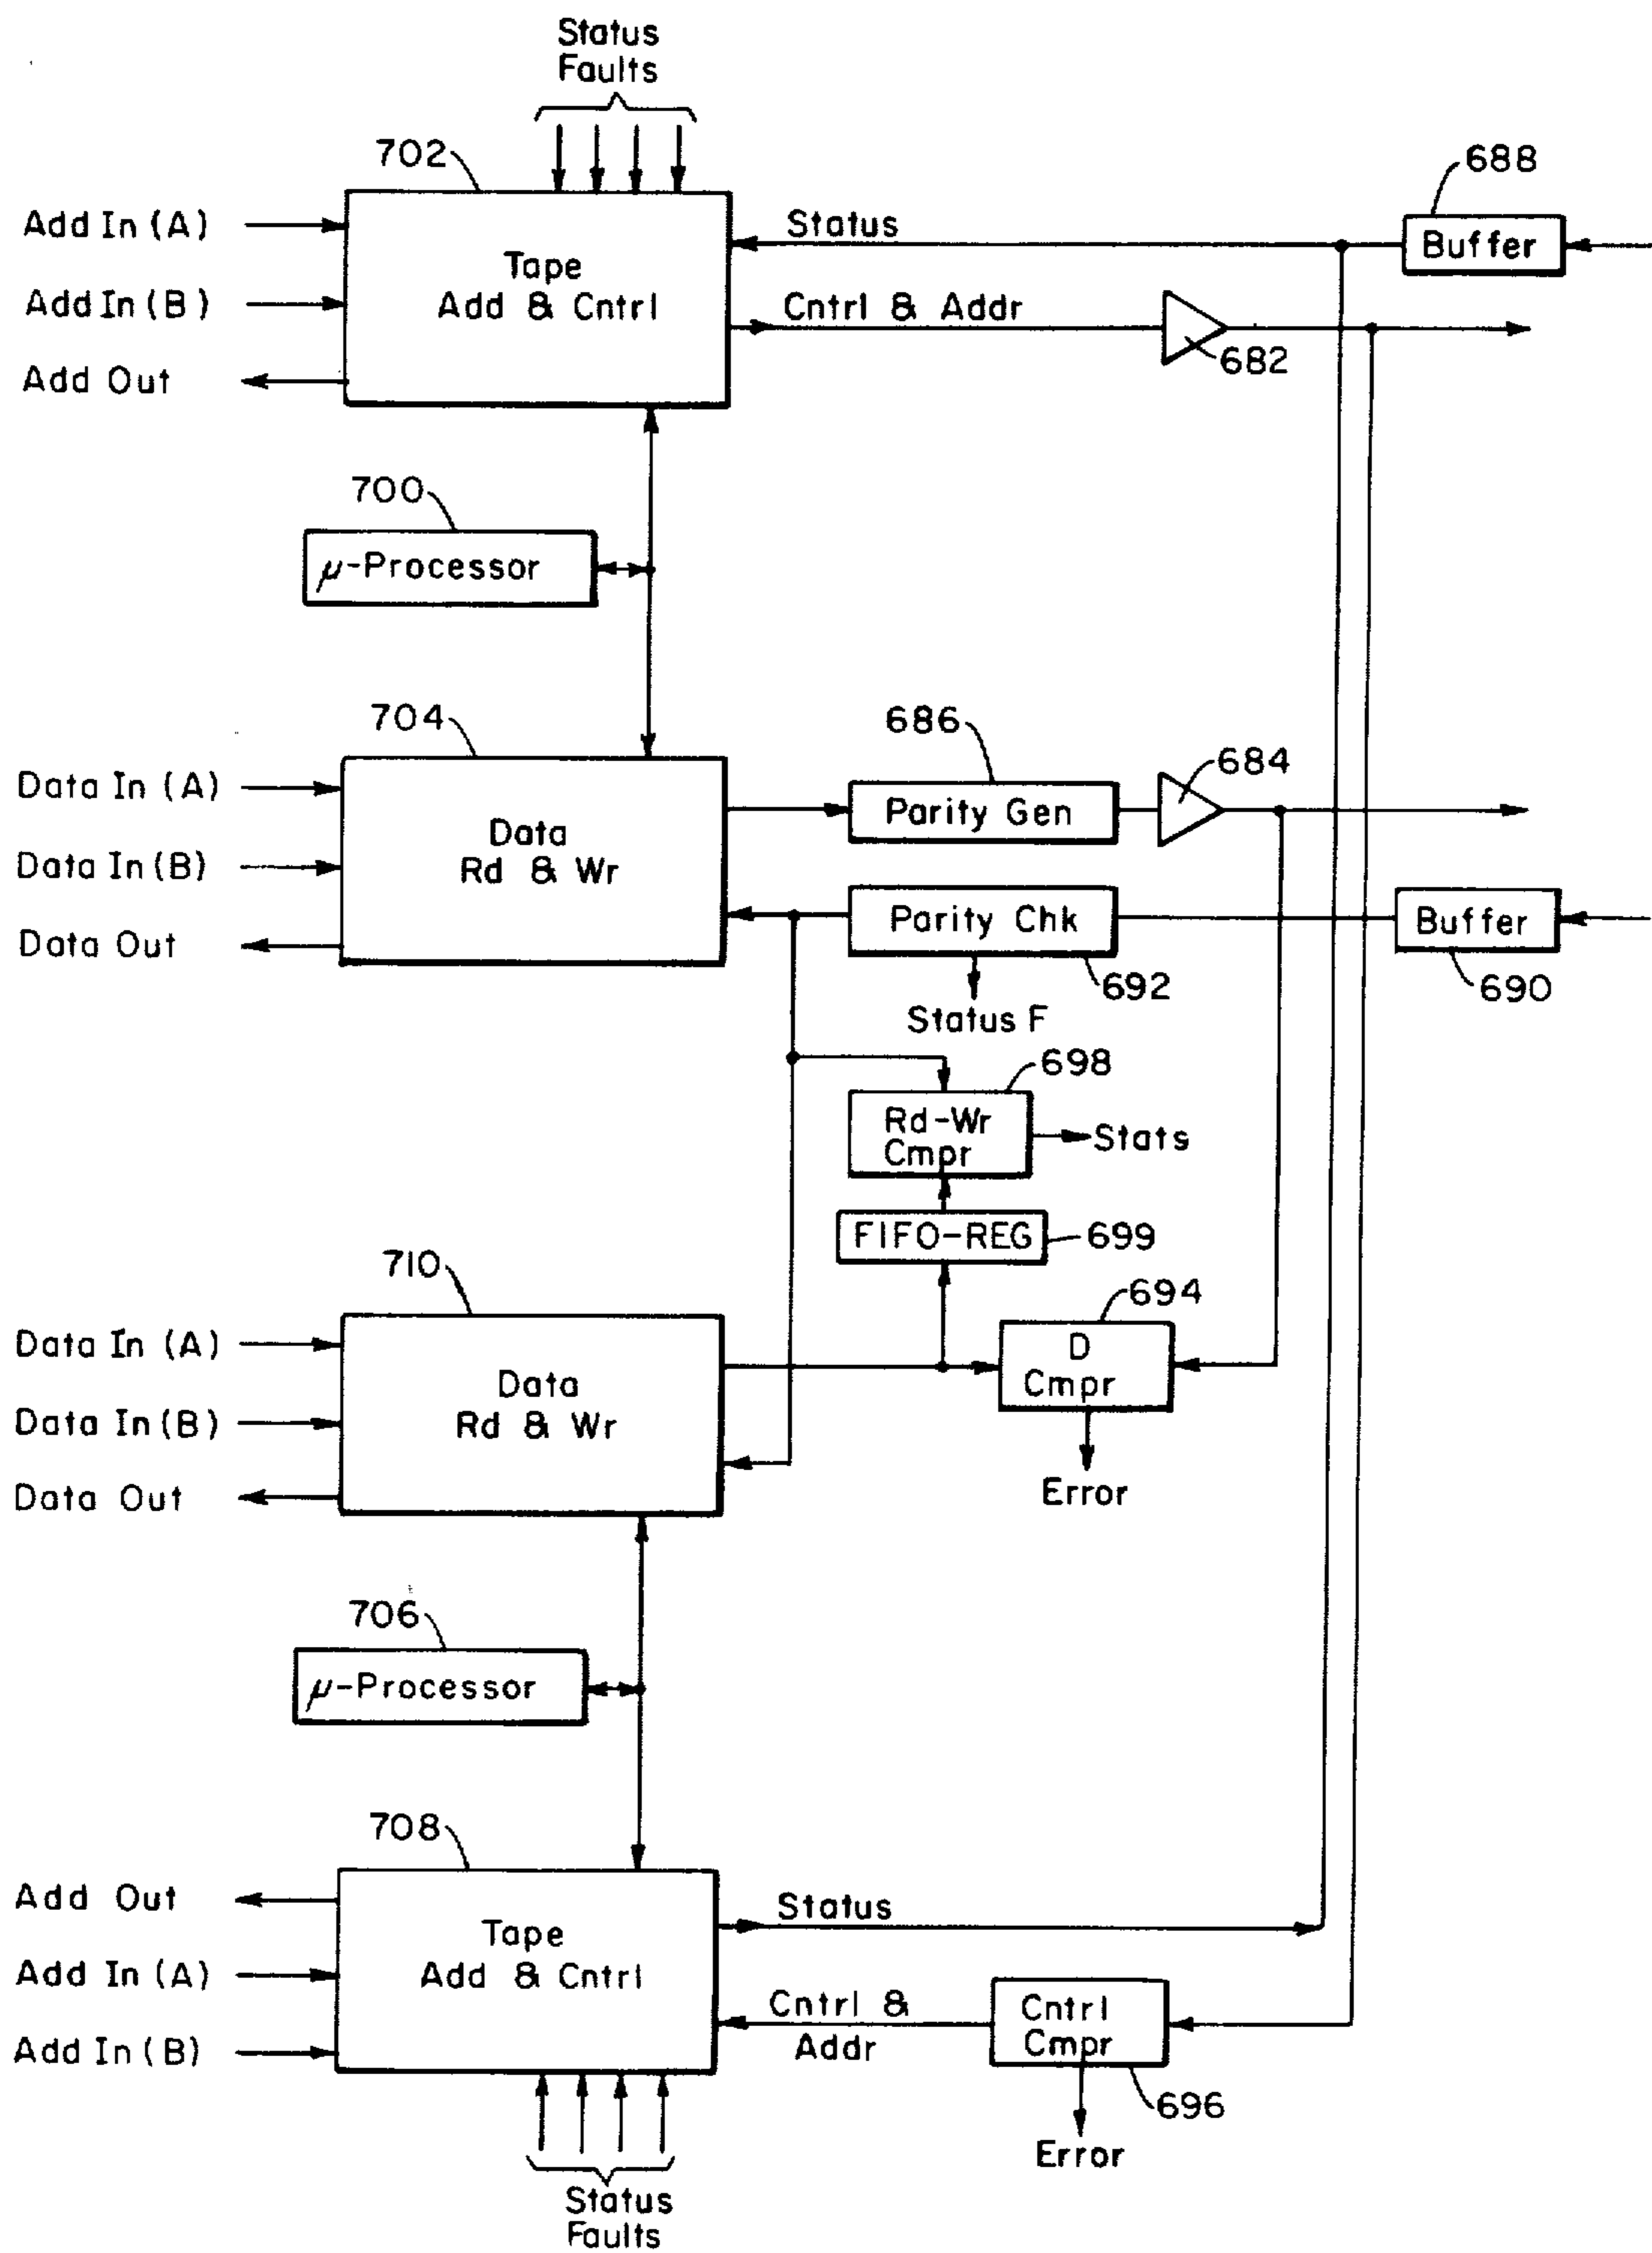 Status
Faults
702
688
Add In (A)
Status
Buffer
Tape
Add & Cntrl
Add In (B)
Cntrl & Addr
682
Add Out
700
μ-Processor
704
686
684
Data In (A)
Parity Gen
Data
Rd & Wr
Data In (B)
Parity Chk
Buffer
Data Out
692
690
Status F
698
Rd-Wr
Cmpr
Stats
FIFO-REG
699
710
694
Data In (A)
D
Cmpr
Data
Rd & Wr
Data In (B)
Data Out
Error
706
μ-Processor
708
Add Out
Status
Tape
Add & Cntrl
Add In (A)
Cntrl &
Addr
Cntrl
Cmpr
Add In (B)
696
Error
Status
Faults